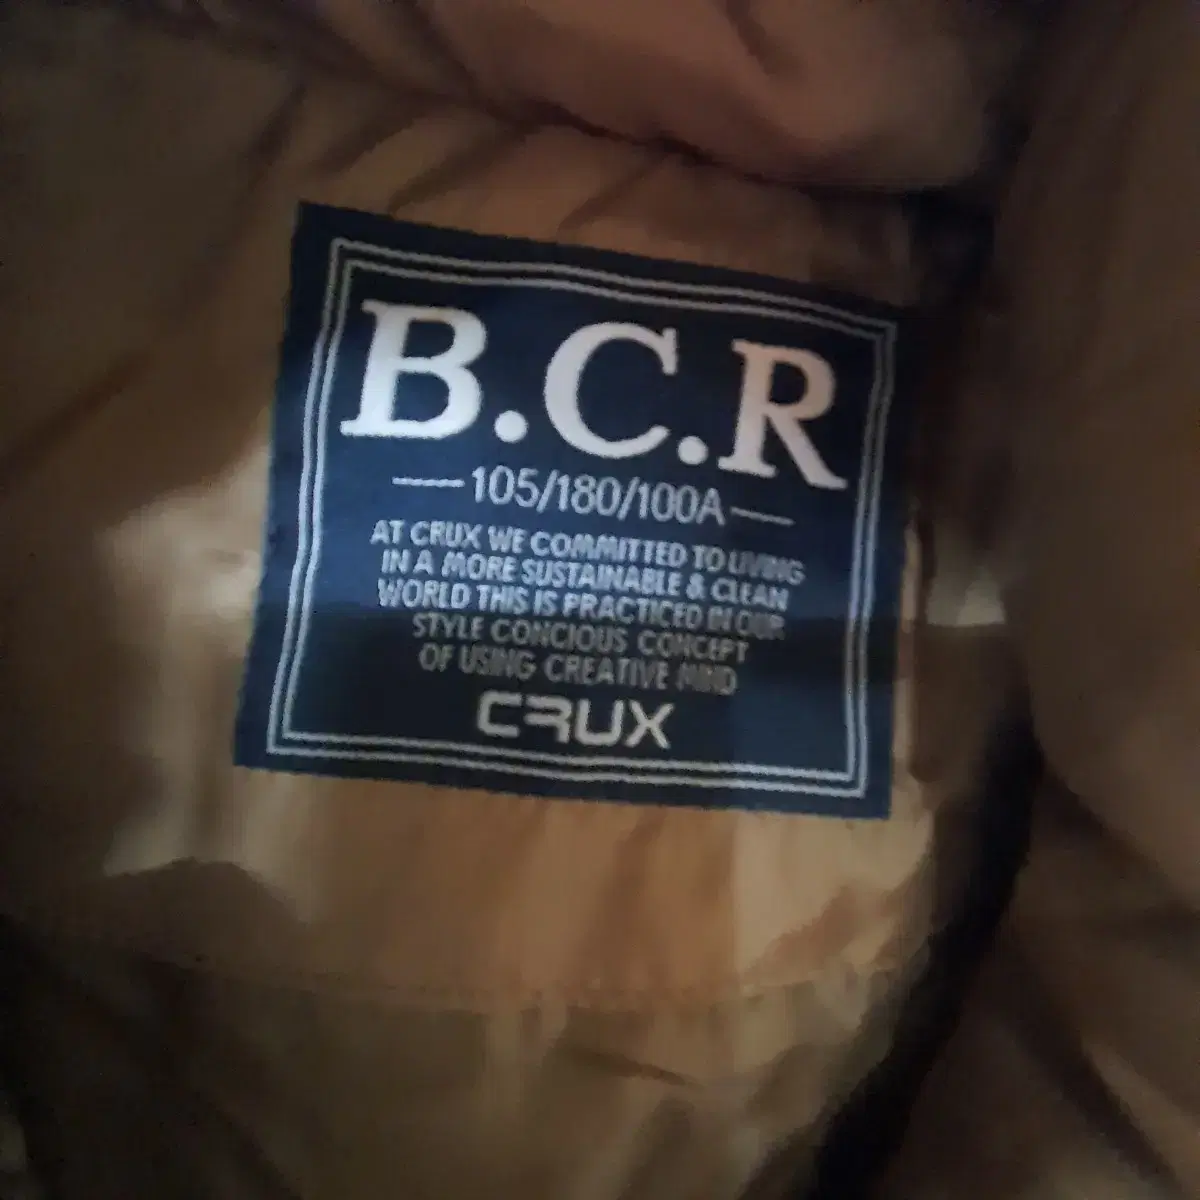 B.C.R
105/180/100A
AT CRUX WE COMMITTED TO LIVING
IN A MORE SUSTAINABLE & CLEAN
WORLD THIS IS PRACTICED IN OUR
STYLE CONCIOUS CONCEPT
OF USING CREATIVE MIND
CRUX